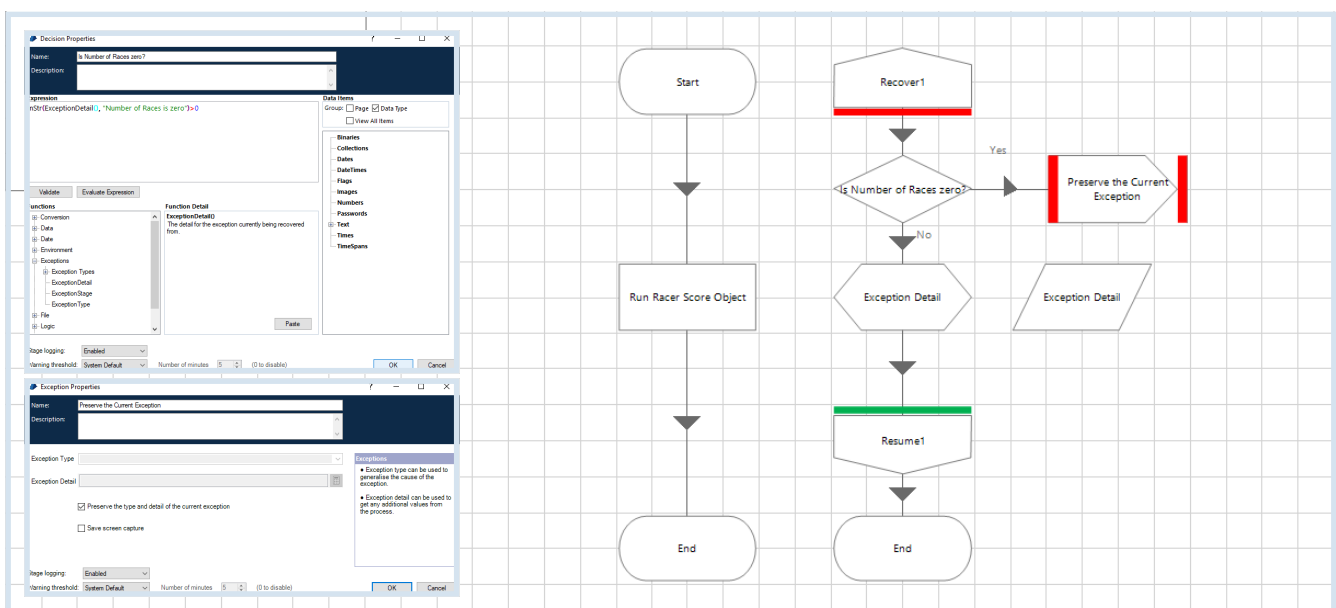 Decision Properties
Name: Is Number of Races zero?
Description:
xpression
nStr(ExceptionDetail(), "Number of Races is zero")>0
Data Items
Group: Page Data Type
View All Items
Binaries
Collections
Dates
DateTimes
Flags
Images
Numbers
Passwords
Text
Times
TimeSpans
Validate Evaluate Expression
unctions
Conversion
Data
Date
Environment
Exceptions
Exception Types
ExceptionDetail
ExceptionStage
ExceptionType
File
Logic
Function Detail
ExceptionDetail()
The detail for the exception currently being recovered
from.
Paste
tage logging: Enabled
Warning threshold: System Default Number of minutes 5 (0 to disable)
OK Cancel
Exception Properties
Name: Preserve the Current Exception
Description:
Exception Type
Exception Detail
Preserve the type and detail of the current exception
Save screen capture
Exceptions
• Exception type can be used to
generalise the cause of the
exception.
• Exception detail can be used to
get any additional values from
the process.
tage logging: Enabled
Warning threshold: System Default Number of minutes 5 (0 to disable)
OK Cancel
Start
Run Racer Score Object
End
Recover1
Is Number of Races zero?
Yes
Preserve the Current
Exception
No
Exception Detail
Exception Detail
Resume1
End